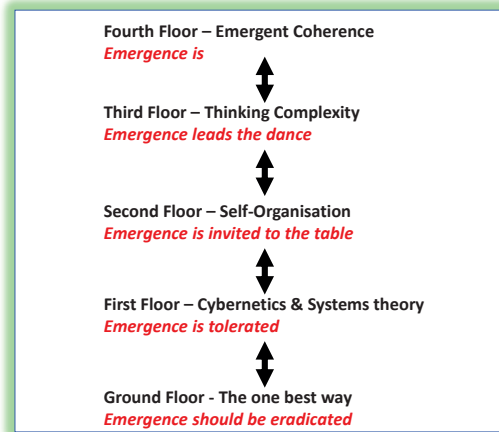 Fourth Floor – Emergent Coherence
Emergence is
Third Floor – Thinking Complexity
Emergence leads the dance
Second Floor – Self-Organisation
Emergence is invited to the table
First Floor – Cybernetics & Systems theory
Emergence is tolerated
Ground Floor - The one best way
Emergence should be eradicated